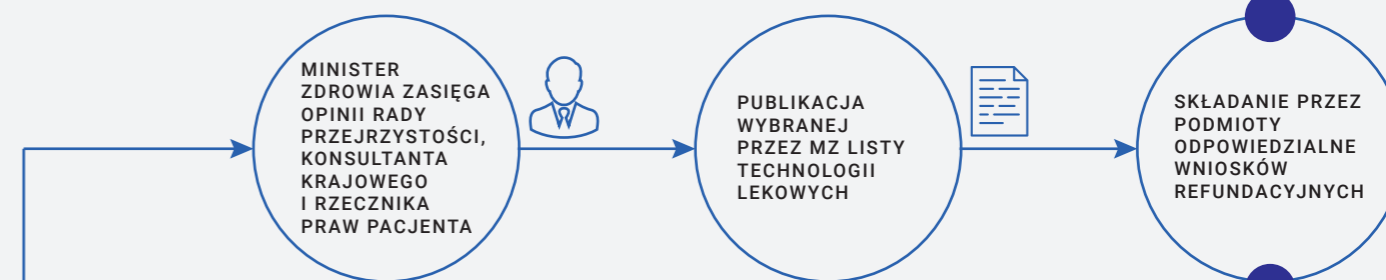 MINISTER
ZDROWIA ZASIĘGA
OPINII RADY
PRZEJRZYSTOŚCI,
KONSULTANTA
KRAJOWEGO
I RZECZNIKA
PRAW PACJENTA
PUBLIKACJA
WYBRANEJ
PRZEZ MZ LISTY
TECHNOLOGII
LEKOWYCH
SKŁADANIE PRZEZ
PODMIOTY
ODPOWIEDZIALNE
WNIOSKÓW
REFUNDACYJNYCH